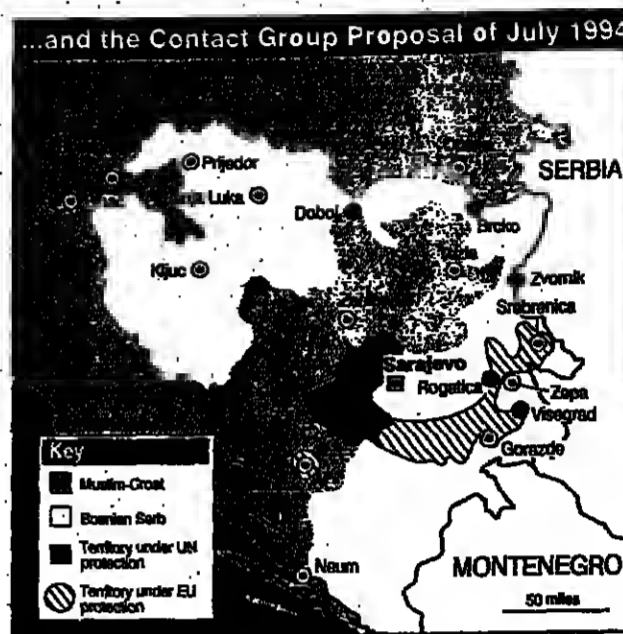 ...and the Contact Group Proposal of July 1994
SERBIA
Prijedor
Luka
Doboj
Brcko
Kljuc
Zvornik
Srebrenica
Sarajevo
Rogatica
Zepa
Visegrad
Gorazde
Key
Muslim-Croat
Bosnian Serb
Territory under UN
protection
Territory under EU
protection
Neum
MONTENEGRO
50 miles